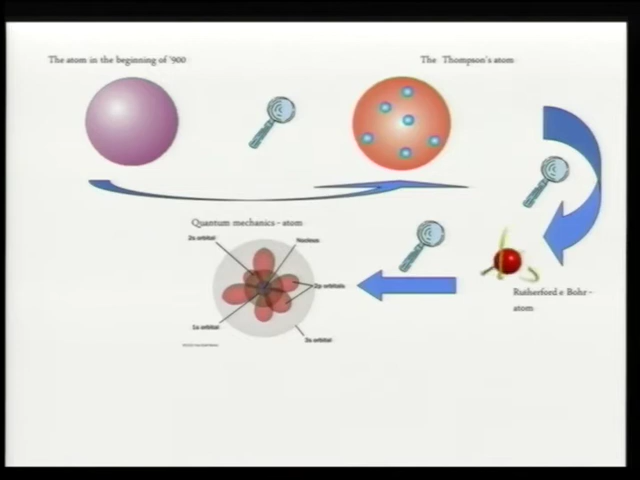 The atom in the beginning of '900
The Thompson's atom
Quantum mechanics - atom
2s orbital
Nucleus
2p orbitals
Rutherford e Bohr -
atom
1s orbital
3s orbital